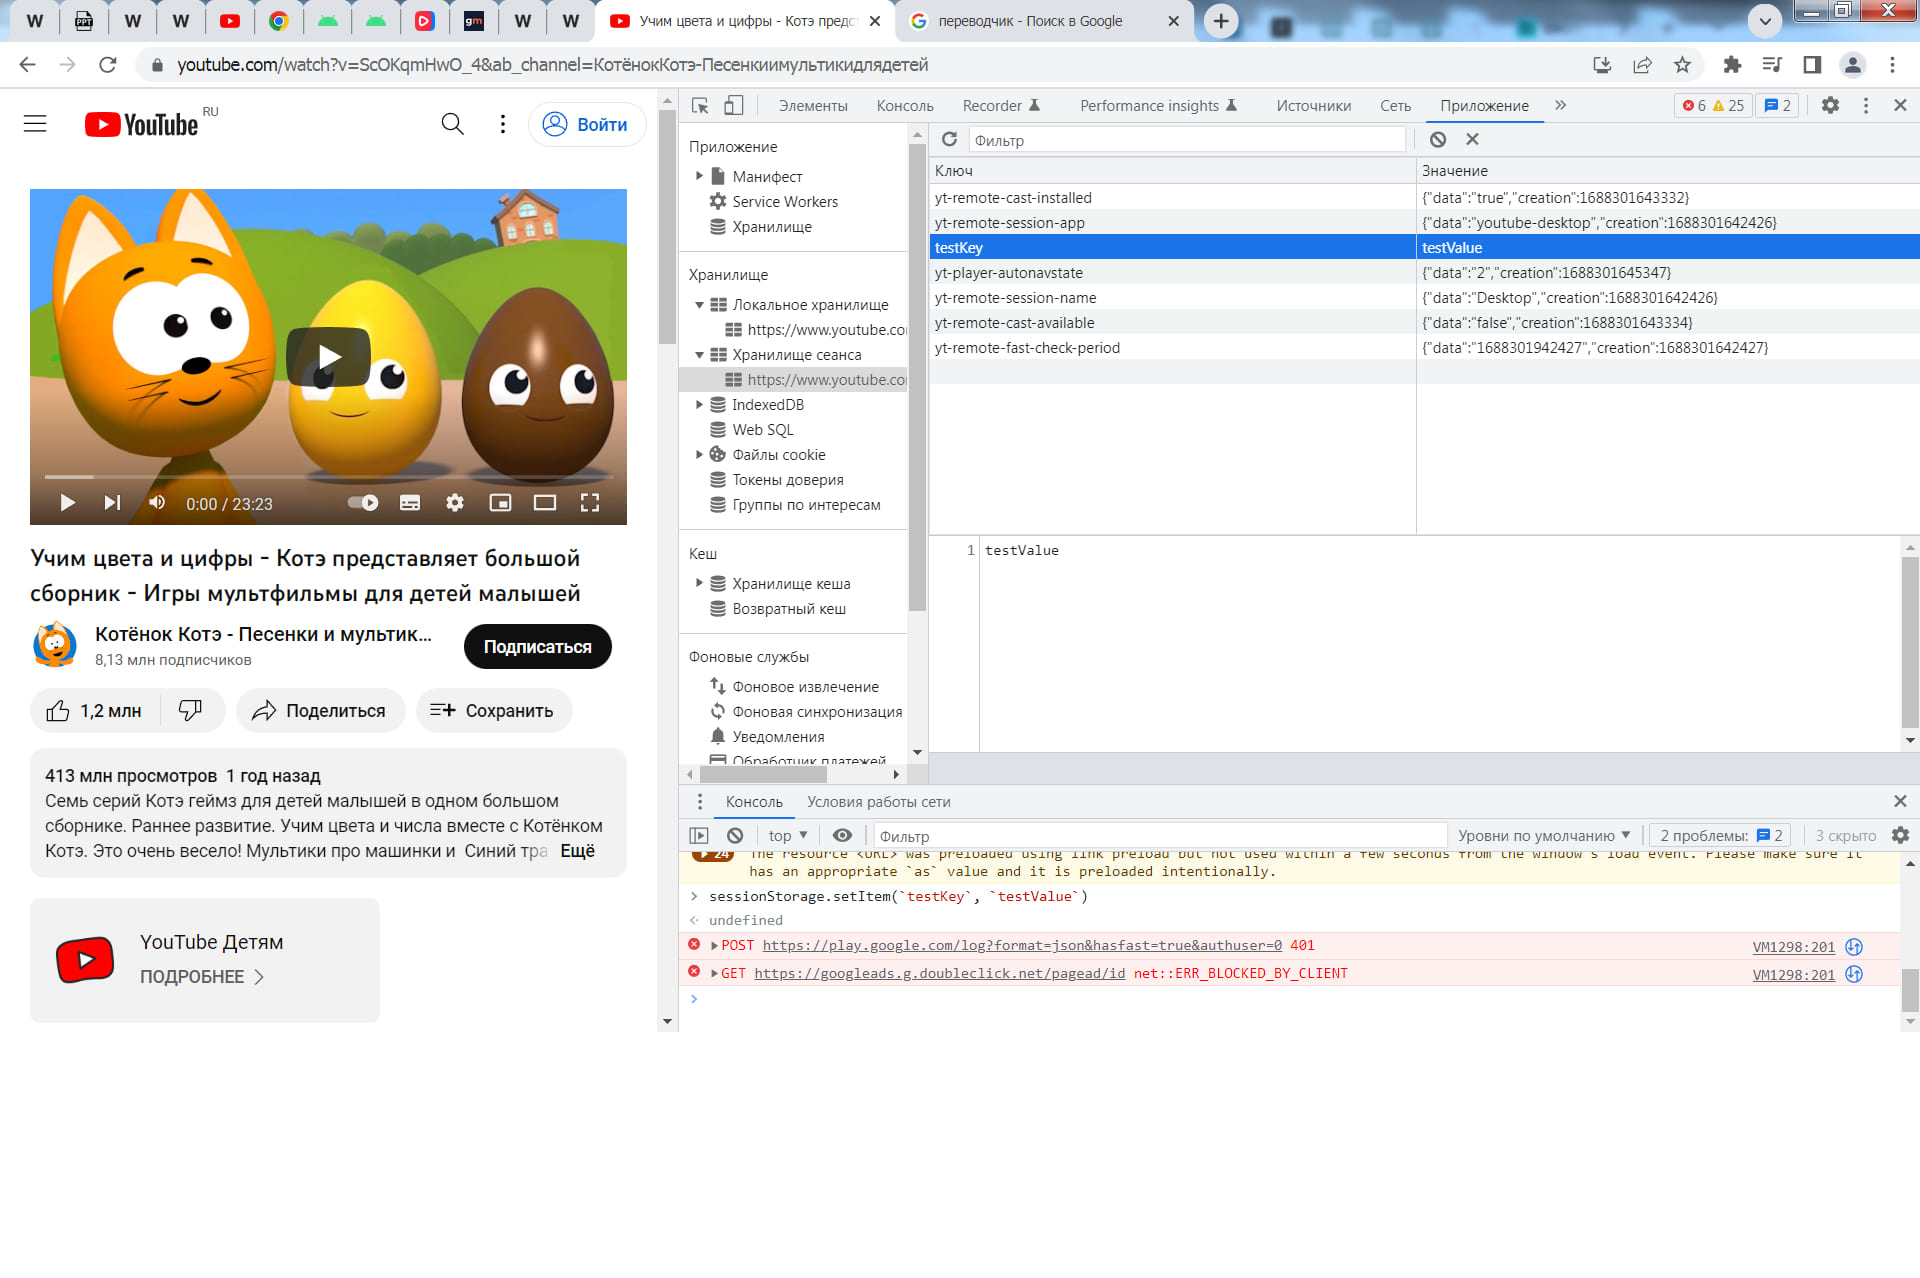 W PPT W W gm W W Учим цвета и цифры - Котэ предс переводчик - Поиск в Google
youtube.com/watch?v=ScOKqmHwO_4&ab_channel=КотёнокКотэ-Песенкиимультикидлядетей
YouTube RU
Войти
0:00 / 23:23
Учим цвета и цифры - Котэ представляет большой
сборник - Игры мультфильмы для детей малышей
Котёнок Котэ - Песенки и мультик...
8,13 млн подписчиков
Подписаться
1,2 млн Поделиться Сохранить
413 млн просмотров 1 год назад
Семь серий Котэ геймз для детей малышей в одном большом
сборнике. Раннее развитие. Учим цвета и числа вместе с Котёнком
Котэ. Это очень весело! Мультики про машинки и Синий тра Ещё
YouTube Детям
ПОДРОБНЕЕ
Элементы Консоль Recorder Performance insights Источники Сеть Приложение 6 25 2
Приложение
Манифест
Service Workers
Хранилище
Хранилище
Локальное хранилище
https://www.youtube.co
Хранилище сеанса
https://www.youtube.co
IndexedDB
Web SQL
Файлы cookie
Токены доверия
Группы по интересам
Кеш
Хранилище кеша
Возвратный кеш
Фоновые службы
Фоновое извлечение
Фоновая синхронизация
Уведомления
Обработчик платежей
Фильтр
Ключ Значение
yt-remote-cast-installed {"data":"true","creation":1688301643332}
yt-remote-session-app {"data":"youtube-desktop","creation":1688301642426}
testKey testValue
yt-player-autonavstate {"data":"2","creation":1688301645347}
yt-remote-session-name {"data":"Desktop","creation":1688301642426}
yt-remote-cast-available {"data":"false","creation":1688301643334}
yt-remote-fast-check-period {"data":"1688301942427","creation":1688301642427}
1 testValue
Консоль Условия работы сети
top Фильтр Уровни по умолчанию 2 проблемы: 2 3 скрыто
24 The resource <URL> was preloaded using link preload but not used within a few seconds from the window's load event. Please make sure it
has an appropriate `as` value and it is preloaded intentionally.
> sessionStorage.setItem(`testKey`, `testValue`)
undefined
POST https://play.google.com/log?format=json&hasfast=true&authuser=0 401 VM1298:201
GET https://googleads.g.doubleclick.net/pagead/id net::ERR_BLOCKED_BY_CLIENT VM1298:201
>